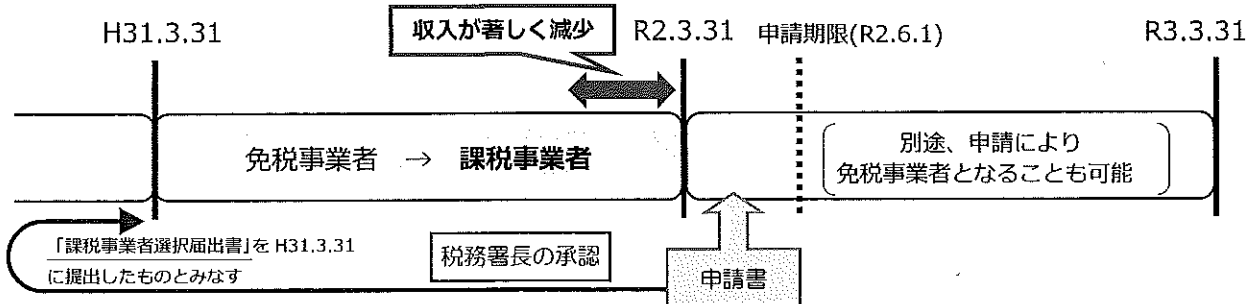 収入が著しく減少
H31.3.31
R2.3.31
申請期限(R2.6.1)
R3.3.31
免税事業者 → 課税事業者
別途、申請により
免税事業者となることも可能
「課税事業者選択届出書」を H31.3.31
に提出したものとみなす
税務署長の承認
申請書